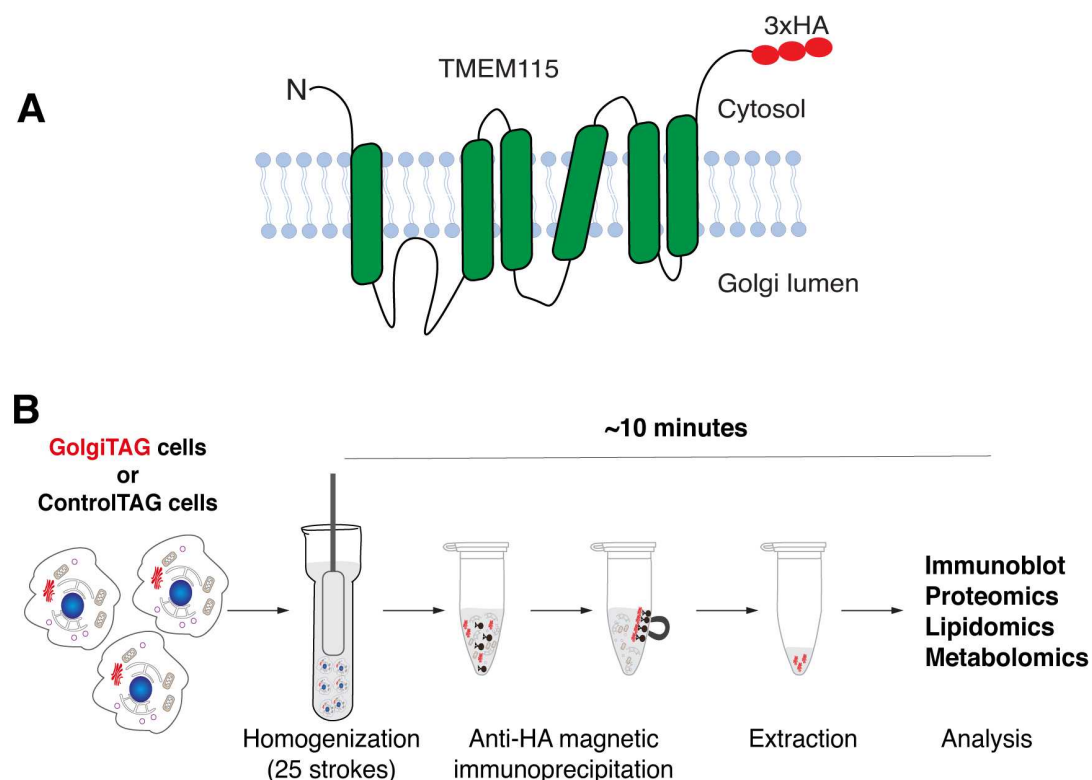 A
N
TMEM115
3xHA
Cytosol
Golgi lumen
B
GolgiTAG cells
or
ControlTAG cells
~10 minutes
Homogenization
(25 strokes)
Anti-HA magnetic
immunoprecipitation
Extraction
Immunoblot
Proteomics
Lipidomics
Metabolomics
Analysis